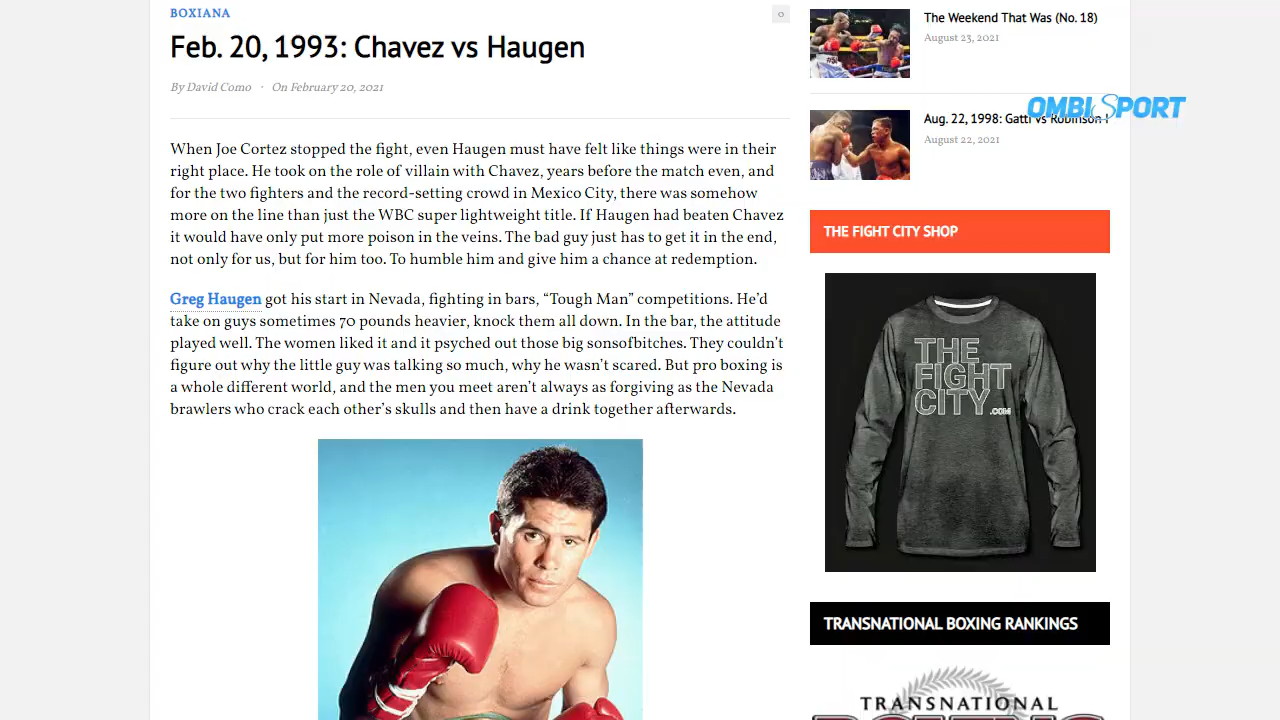 BOXIANA
0
Feb. 20, 1993: Chavez vs Haugen
By David Como · On February 20, 2021
When Joe Cortez stopped the fight, even Haugen must have felt like things were in their
right place. He took on the role of villain with Chavez, years before the match even, and
for the two fighters and the record-setting crowd in Mexico City, there was somehow
more on the line than just the WBC super lightweight title. If Haugen had beaten Chavez
it would have only put more poison in the veins. The bad guy just has to get it in the end,
not only for us, but for him too. To humble him and give him a chance at redemption.
Greg Haugen got his start in Nevada, fighting in bars, “Tough Man” competitions. He’d
take on guys sometimes 70 pounds heavier, knock them all down. In the bar, the attitude
played well. The women liked it and it psyched out those big sonsofbitches. They couldn’t
figure out why the little guy was talking so much, why he wasn’t scared. But pro boxing is
a whole different world, and the men you meet aren’t always as forgiving as the Nevada
brawlers who crack each other’s skulls and then have a drink together afterwards.
The Weekend That Was (No. 18)
August 23, 2021
OMBI SPORT
Aug. 22, 1998: Gatti vs Robinson I
August 22, 2021
THE FIGHT CITY SHOP
THE
FIGHT
CITY
.COM
TRANSNATIONAL BOXING RANKINGS
TRANSNATIONAL